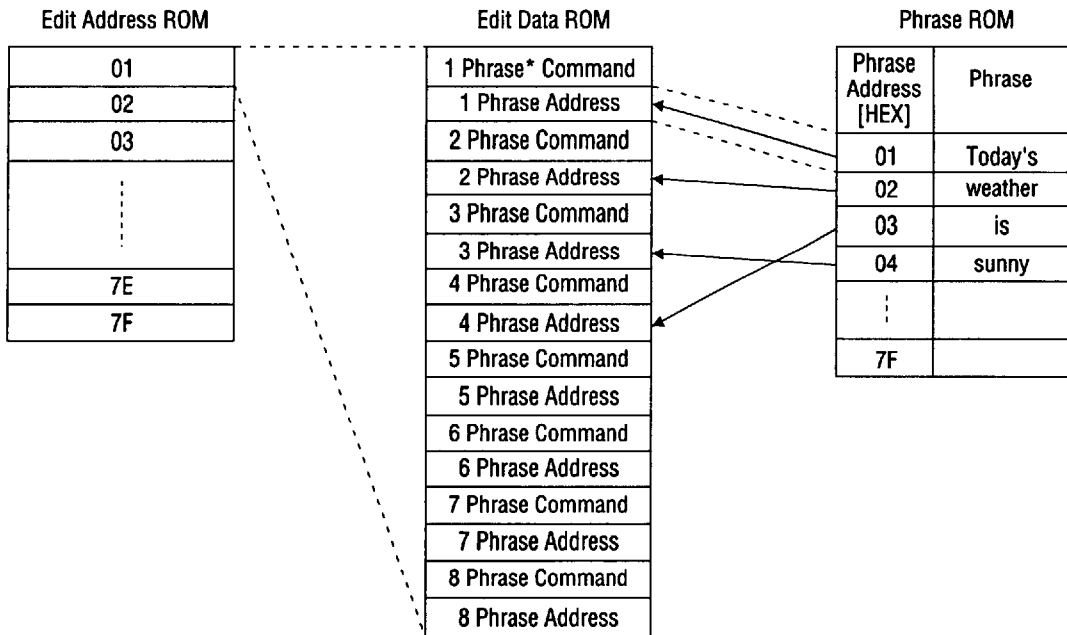 Edit Address ROM
01
02
03
7E
7F
Edit Data ROM
1 Phrase* Command
1 Phrase Address
2 Phrase Command
2 Phrase Address
3 Phrase Command
3 Phrase Address
4 Phrase Command
4 Phrase Address
5 Phrase Command
5 Phrase Address
6 Phrase Command
6 Phrase Address
7 Phrase Command
7 Phrase Address
8 Phrase Command
8 Phrase Address
Phrase ROM
Phrase
Address
[HEX]
Phrase
01 Today's
02 weather
03 is
04 sunny
7F